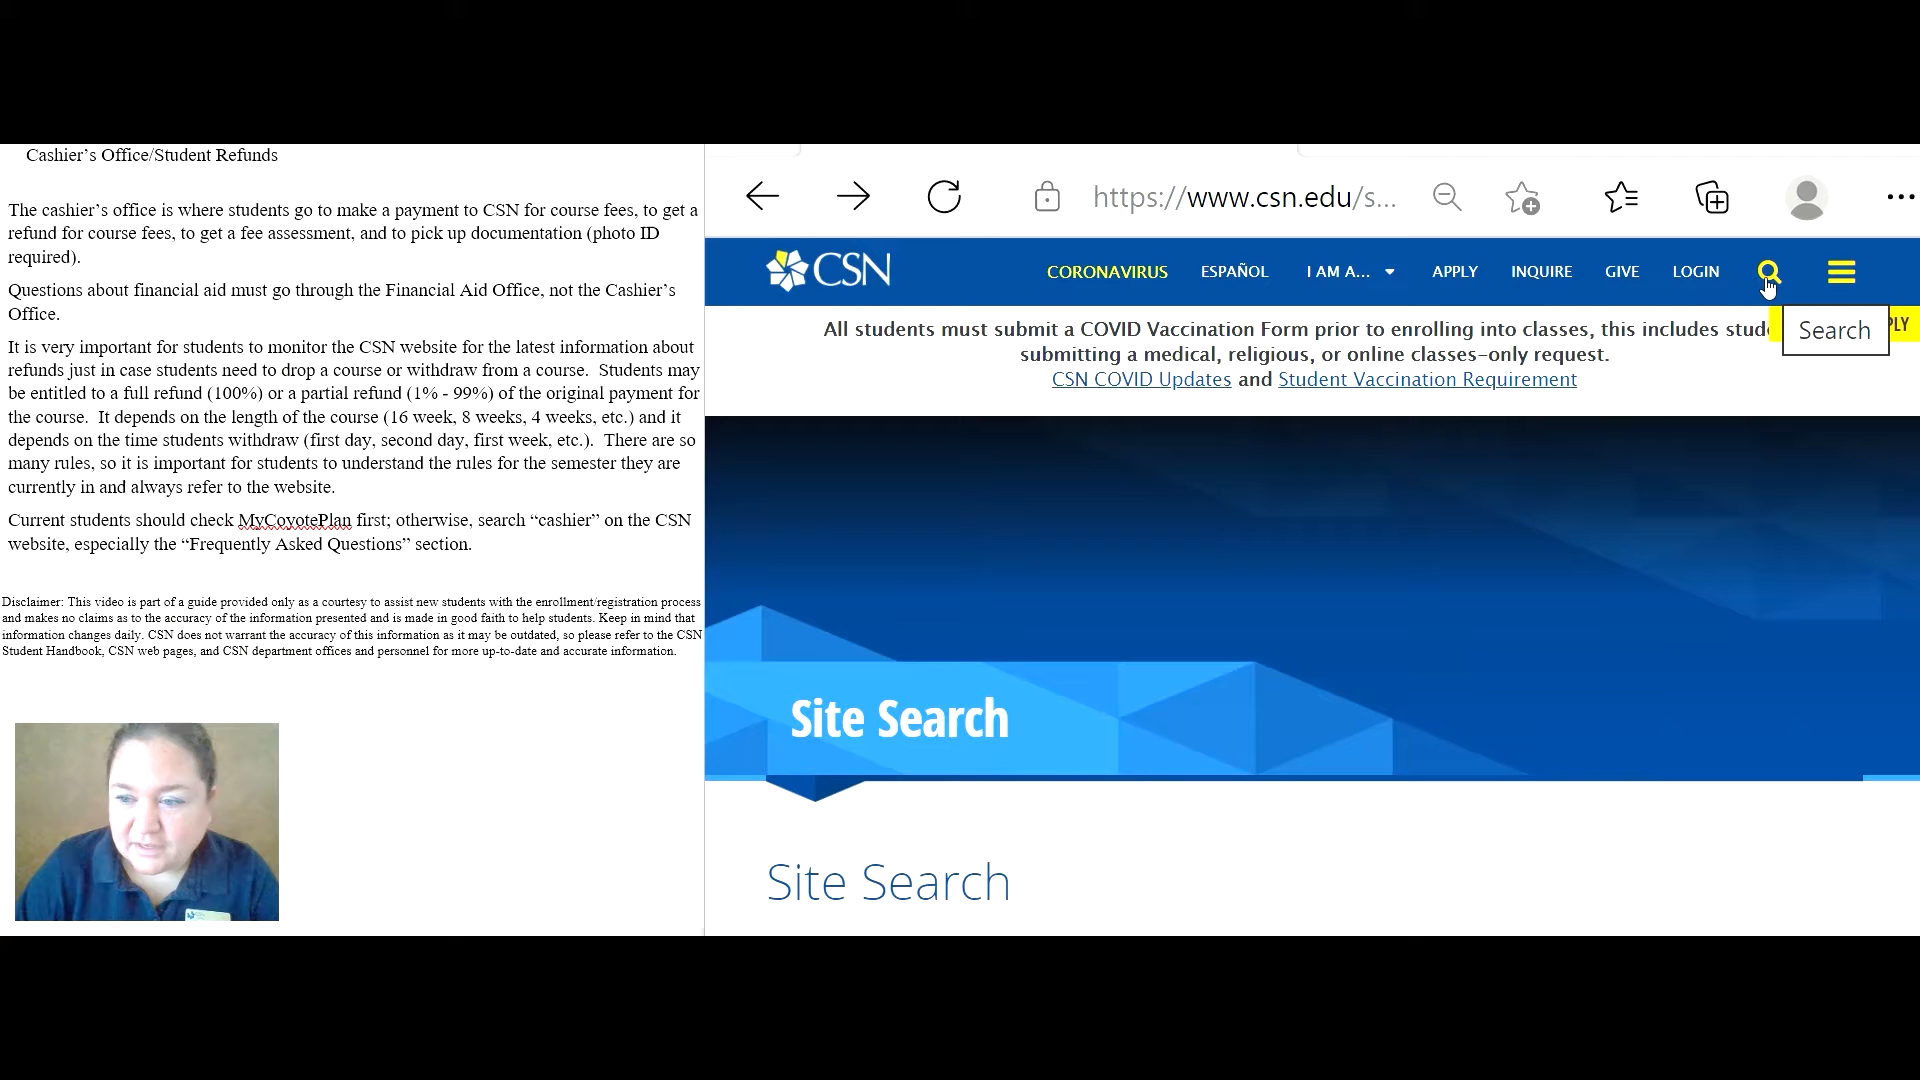 Cashier’s Office/Student Refunds
The cashier’s office is where students go to make a payment to CSN for course fees, to get a
refund for course fees, to get a fee assessment, and to pick up documentation (photo ID
required).
Questions about financial aid must go through the Financial Aid Office, not the Cashier’s
Office.
It is very important for students to monitor the CSN website for the latest information about
refunds just in case students need to drop a course or withdraw from a course.  Students may
be entitled to a full refund (100%) or a partial refund (1% - 99%) of the original payment for
the course.  It depends on the length of the course (16 week, 8 weeks, 4 weeks, etc.) and it
depends on the time students withdraw (first day, second day, first week, etc.).  There are so
many rules, so it is important for students to understand the rules for the semester they are
currently in and always refer to the website.
Current students should check MyCoyotePlan first; otherwise, search “cashier” on the CSN
website, especially the “Frequently Asked Questions” section.
Disclaimer: This video is part of a guide provided only as a courtesy to assist new students with the enrollment/registration process
and makes no claims as to the accuracy of the information presented and is made in good faith to help students. Keep in mind that
information changes daily. CSN does not warrant the accuracy of this information as it may be outdated, so please refer to the CSN
Student Handbook, CSN web pages, and CSN department offices and personnel for more up-to-date and accurate information.
https://www.csn.edu/s...
CSN
CORONAVIRUS ESPAÑOL I AM A... APPLY INQUIRE GIVE LOGIN
Search
PLY
All students must submit a COVID Vaccination Form prior to enrolling into classes, this includes stude
submitting a medical, religious, or online classes-only request.
CSN COVID Updates and Student Vaccination Requirement
Site Search
Site Search